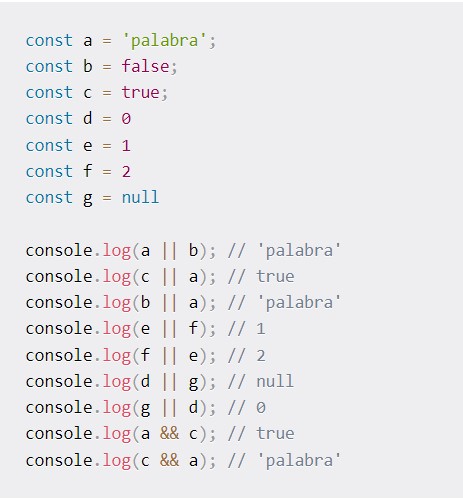 const a = 'palabra';
const b = false;
const c = true;
const d = 0
const e = 1
const f = 2
const g = null
console.log(a || b); // 'palabra'
console.log(c || a); // true
console.log(b || a); // 'palabra'
console.log(e || f); // 1
console.log(f || e); // 2
console.log(d || g); // null
console.log(g || d); // 0
console.log(a && c); // true
console.log(c && a); // 'palabra'